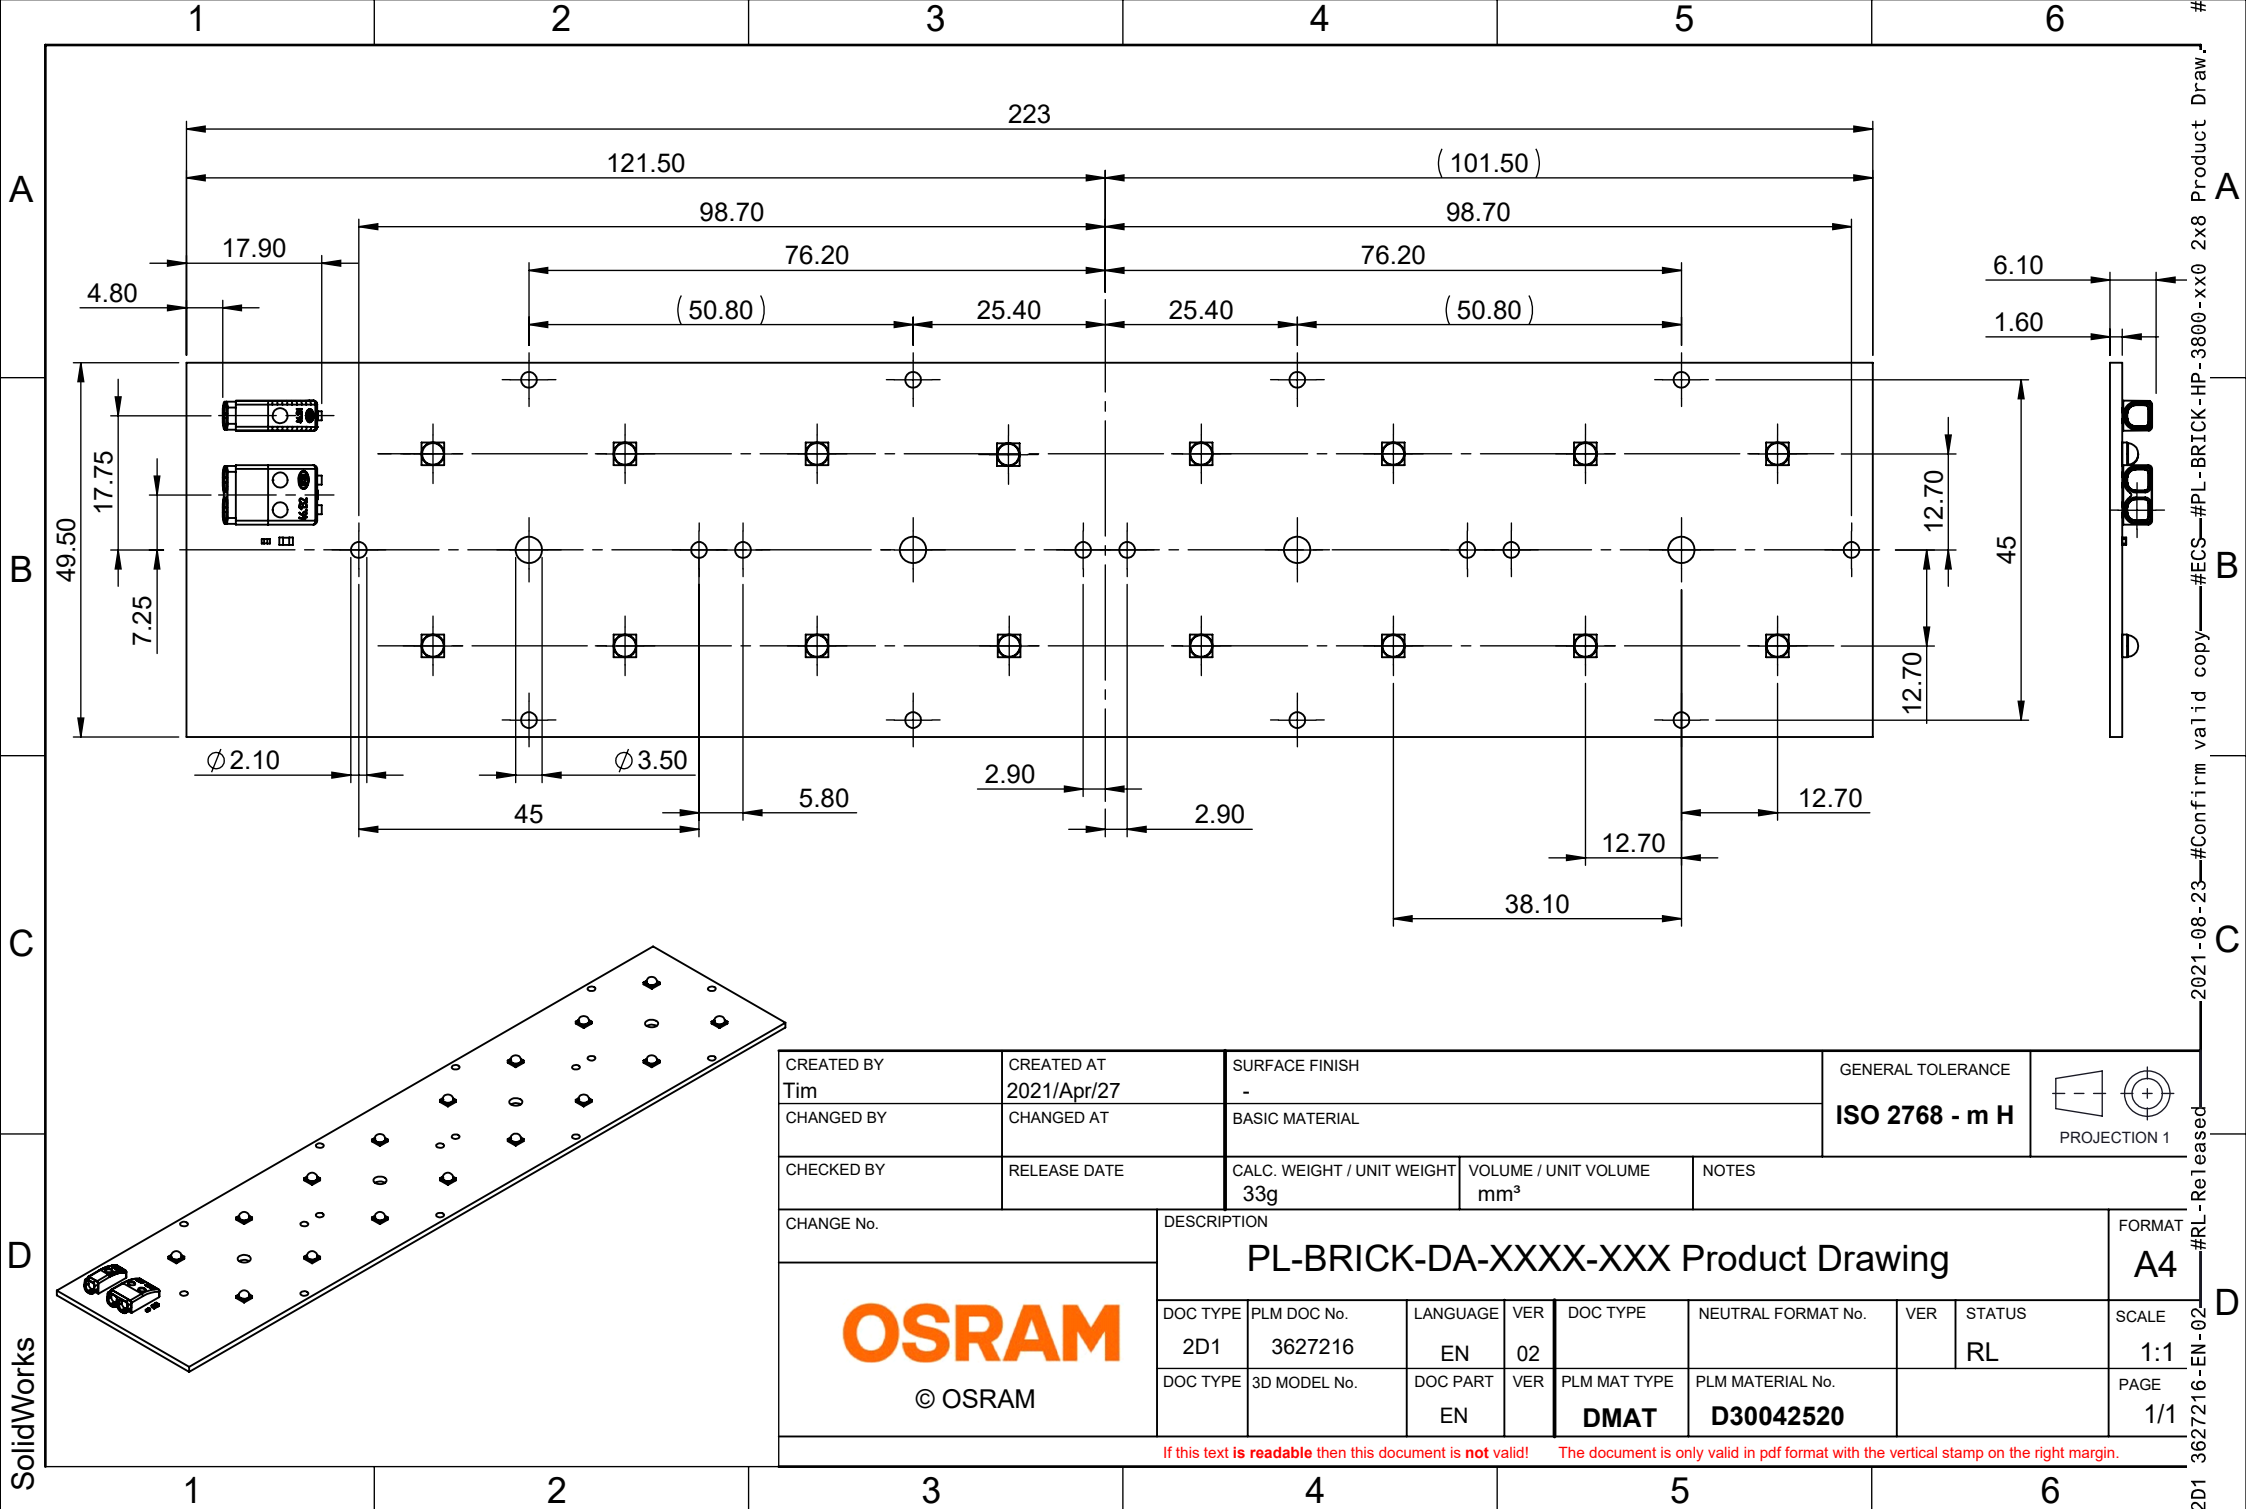 1 2 3 4 5 6
A
B
C
D
A
B
C
D
223
121.50
(101.50)
98.70
98.70
17.90
76.20
76.20
6.10
4.80
(50.80)
25.40
25.40
(50.80)
1.60
17.75
49.50
7.25
12.70
45
12.70
∅2.10
∅3.50
2.90
5.80
12.70
45
2.90
12.70
38.10
CREATED BY
Tim
CREATED AT
2021/Apr/27
SURFACE FINISH
-
GENERAL TOLERANCE
ISO 2768 - m H
PROJECTION 1
CHANGED BY
CHANGED AT
BASIC MATERIAL
CHECKED BY
RELEASE DATE
CALC. WEIGHT / UNIT WEIGHT
33g
VOLUME / UNIT VOLUME
mm³
NOTES
CHANGE No.
DESCRIPTION
PL-BRICK-DA-XXXX-XXX Product Drawing
FORMAT
A4
OSRAM
© OSRAM
DOC TYPE
2D1
PLM DOC No.
3627216
LANGUAGE
EN
VER
02
DOC TYPE
NEUTRAL FORMAT No.
VER
STATUS
RL
SCALE
1:1
DOC TYPE
3D MODEL No.
DOC PART
EN
VER
PLM MAT TYPE
DMAT
PLM MATERIAL No.
D30042520
PAGE
1/1
If this text is readable then this document is not valid! The document is only valid in pdf format with the vertical stamp on the right margin.
SolidWorks
2D1 3627216-EN-02 #RL-Released 2021-08-23 #Confirm valid copy #ECS #PL-BRICK-HP-3800-xx0 2x8 Product Draw. #
1 2 3 4 5 6